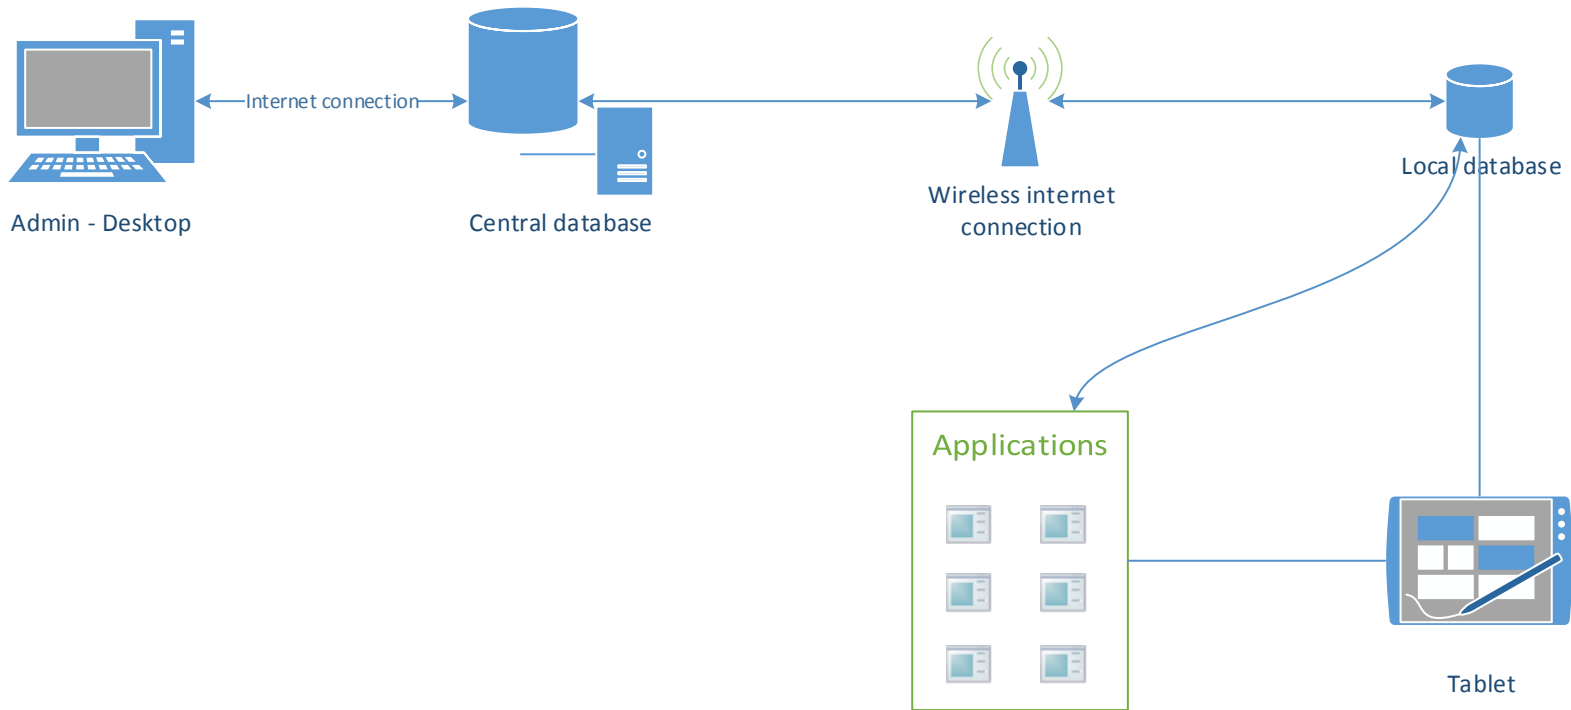 Internet connection
Admin - Desktop
Central database
Wireless internet
connection
Local database
Applications
Tablet